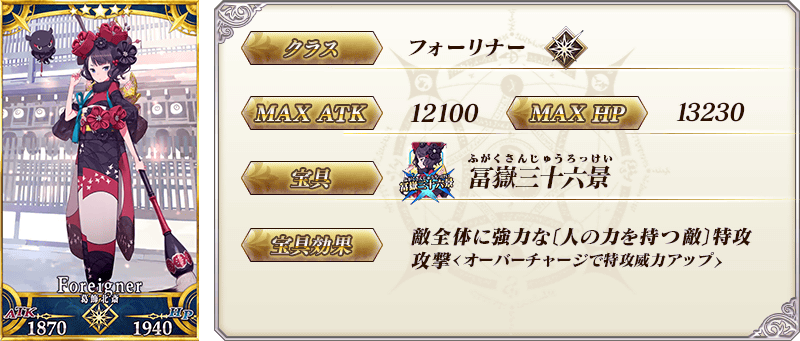 Foreigner
葛飾北斎
ATK
HP
1870
1940
クラス
フォーリナー
MAX ATK
12100
MAX HP
13230
宝具
冨嶽三十六景
ふがくさんじゅうろっけい
冨嶽三十六景
宝具効果
敵全体に強力な〔人の力を持つ敵〕特攻
攻撃<オーバーチャージで特攻威力アップ>